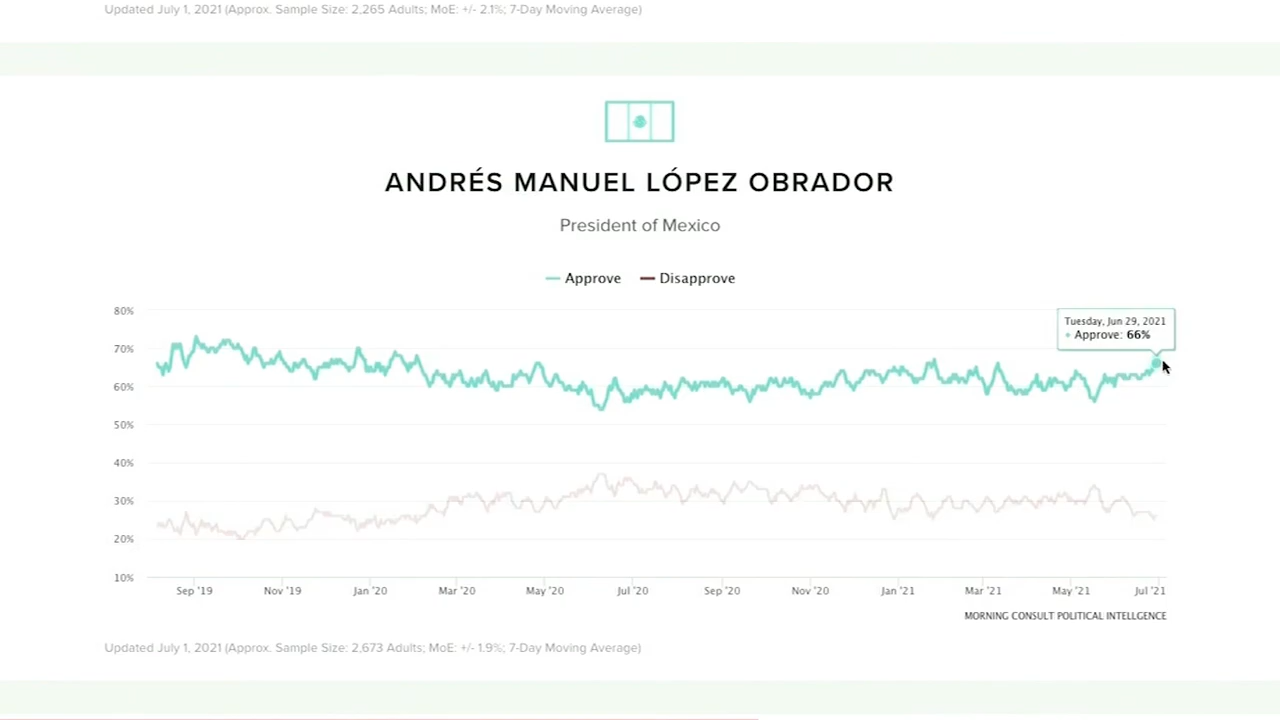 Updated July 1, 2021 (Approx. Sample Size: 2,265 Adults; MoE: +/- 2.1%; 7-Day Moving Average)
ANDRÉS MANUEL LÓPEZ OBRADOR
President of Mexico
Approve Disapprove
80%
Tuesday, Jun 29, 2021
Approve: 66%
70%
60%
50%
40%
30%
20%
10%
Sep '19 Nov '19 Jan '20 Mar '20 May '20 Jul '20 Sep '20 Nov '20 Jan '21 Mar '21 May '21 Jul '21
MORNING CONSULT POLITICAL INTELLGENCE
Updated July 1, 2021 (Approx. Sample Size: 2,673 Adults; MoE: +/- 1.9%; 7-Day Moving Average)